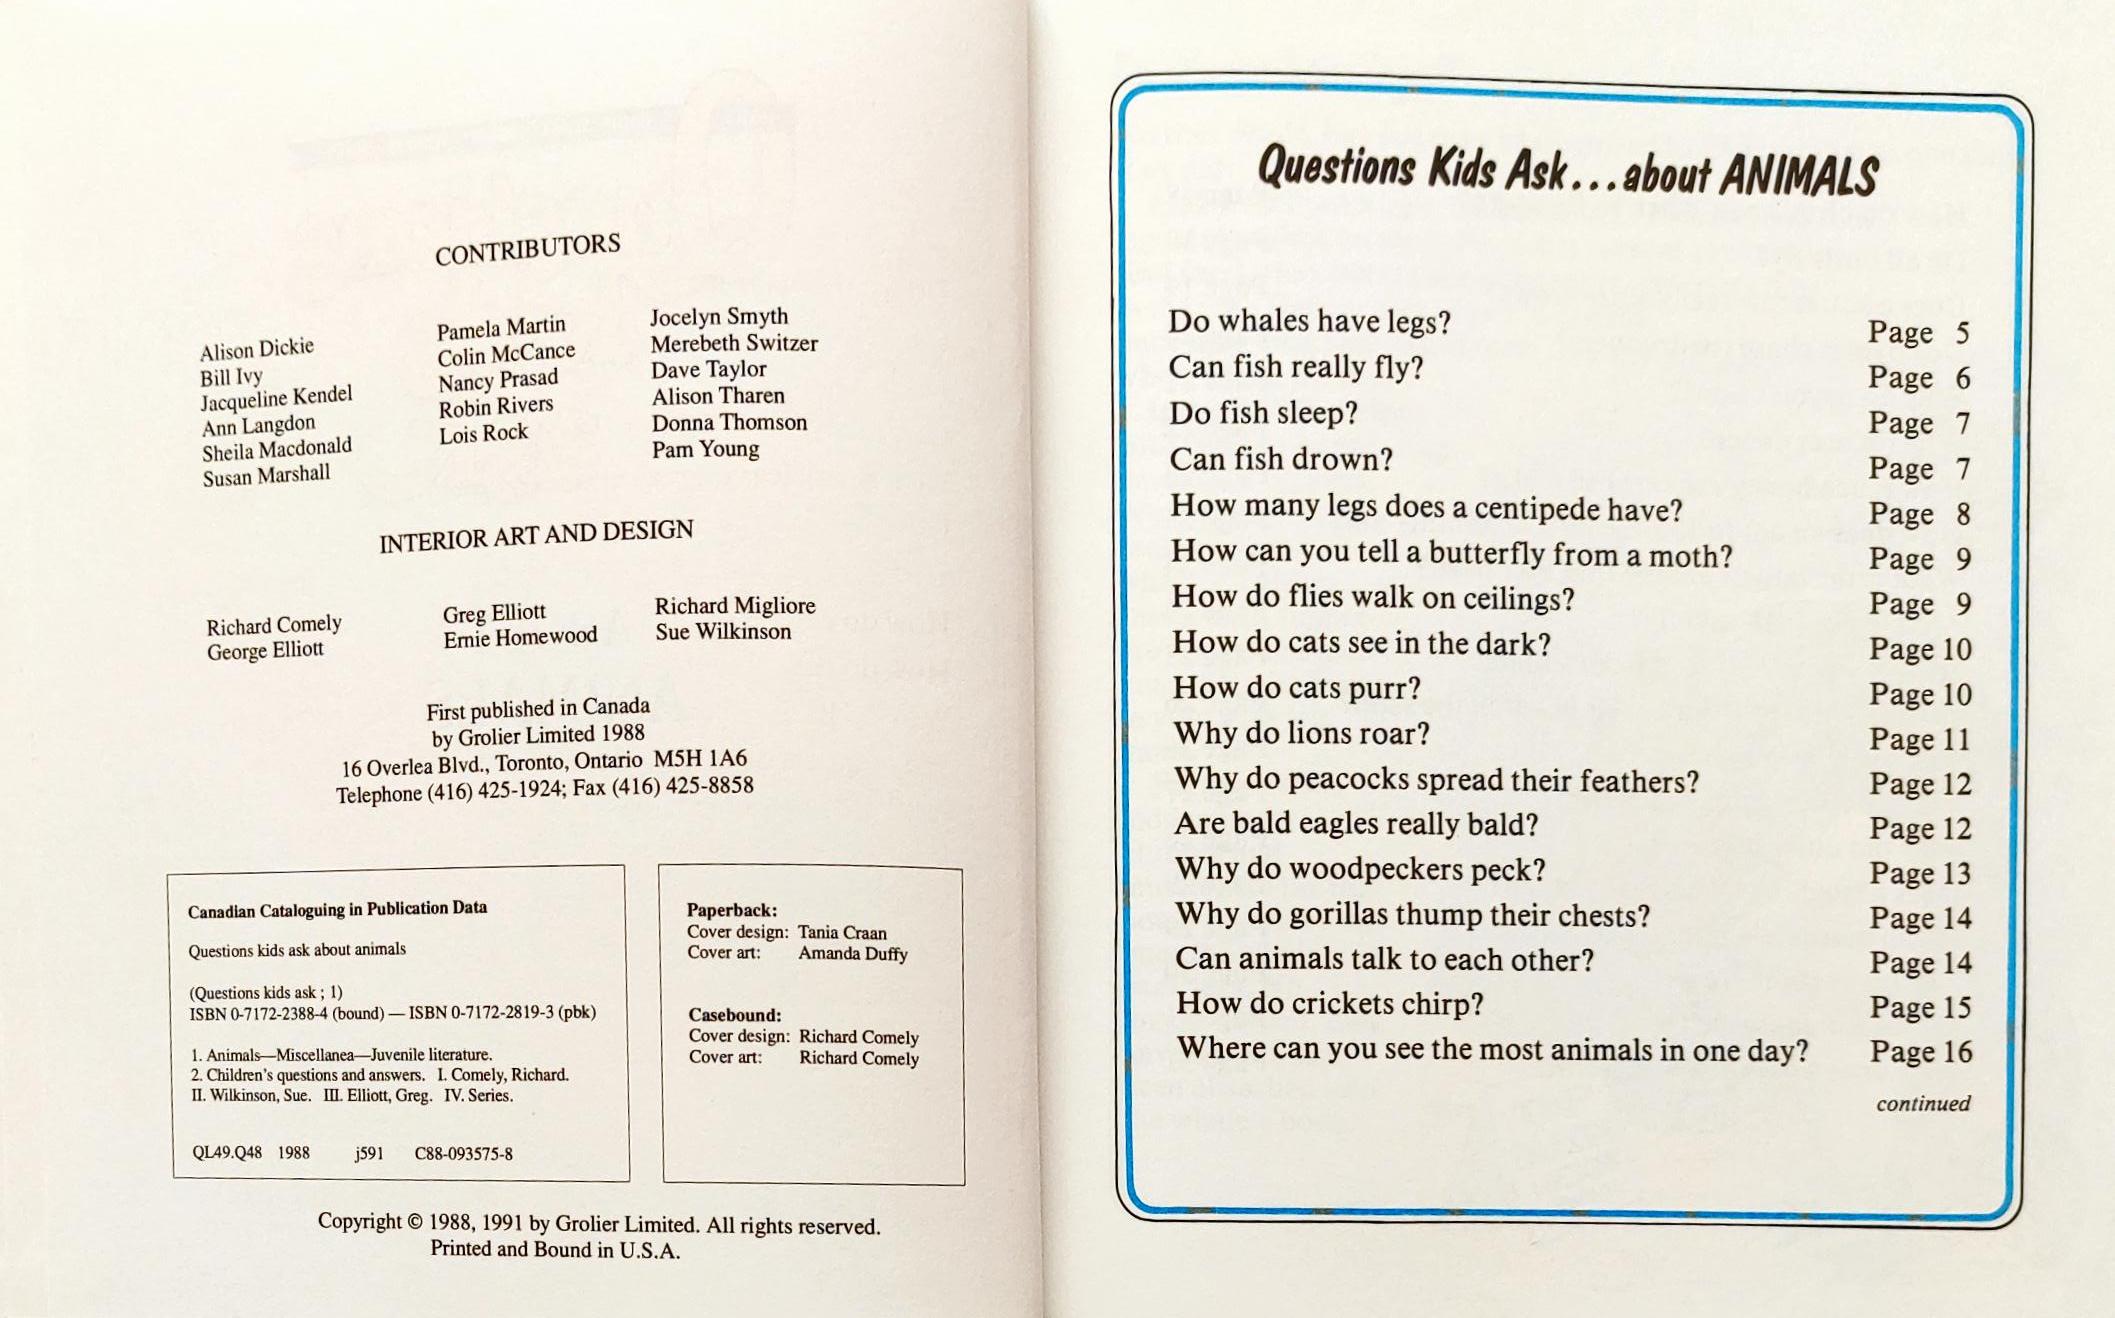 CONTRIBUTORS
Alison Dickie
Bill Ivy
Jacqueline Kendel
Ann Langdon
Sheila Macdonald
Susan Marshall
Pamela Martin
Colin McCance
Nancy Prasad
Robin Rivers
Lois Rock
Jocelyn Smyth
Merebeth Switzer
Dave Taylor
Alison Tharen
Donna Thomson
Pam Young
INTERIOR ART AND DESIGN
Richard Comely
George Elliott
Greg Elliott
Ernie Homewood
Richard Migliore
Sue Wilkinson
First published in Canada
by Grolier Limited 1988
16 Overlea Blvd., Toronto, Ontario M5H 1A6
Telephone (416) 425-1924; Fax (416) 425-8858
Canadian Cataloguing in Publication Data
Questions kids ask about animals
(Questions kids ask ; 1)
ISBN 0-7172-2388-4 (bound) — ISBN 0-7172-2819-3 (pbk)
1. Animals—Miscellanea—Juvenile literature.
2. Children's questions and answers. I. Comely, Richard.
II. Wilkinson, Sue. III. Elliott, Greg. IV. Series.
QL49.Q48 1988 j591 C88-093575-8
Paperback:
Cover design: Tania Craan
Cover art: Amanda Duffy
Casebound:
Cover design: Richard Comely
Cover art: Richard Comely
Copyright © 1988, 1991 by Grolier Limited. All rights reserved.
Printed and Bound in U.S.A.
Questions Kids Ask...about ANIMALS
Do whales have legs? Page 5
Can fish really fly? Page 6
Do fish sleep? Page 7
Can fish drown? Page 7
How many legs does a centipede have? Page 8
How can you tell a butterfly from a moth? Page 9
How do flies walk on ceilings? Page 9
How do cats see in the dark? Page 10
How do cats purr? Page 10
Why do lions roar? Page 11
Why do peacocks spread their feathers? Page 12
Are bald eagles really bald? Page 12
Why do woodpeckers peck? Page 13
Why do gorillas thump their chests? Page 14
Can animals talk to each other? Page 14
How do crickets chirp? Page 15
Where can you see the most animals in one day? Page 16
continued